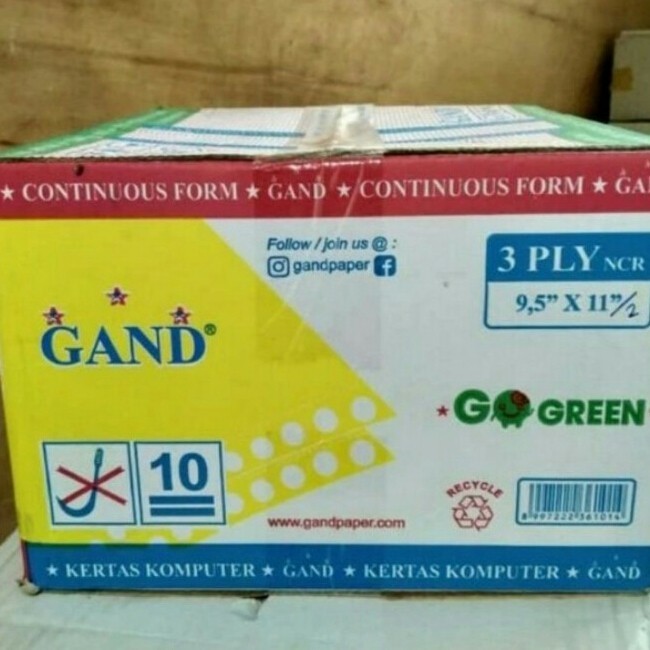 ★ CONTINUOUS FORM ★ GAND ★ CONTINUOUS FORM ★
Follow / join us @ :
gandpaper
3 PLY NCR
9,5" X 11"/2
GAND®
GO GREEN
10
RECYCLE
www.gandpaper.com
★ KERTAS KOMPUTER ★ GAND ★ KERTAS KOMPUTER ★ GAND